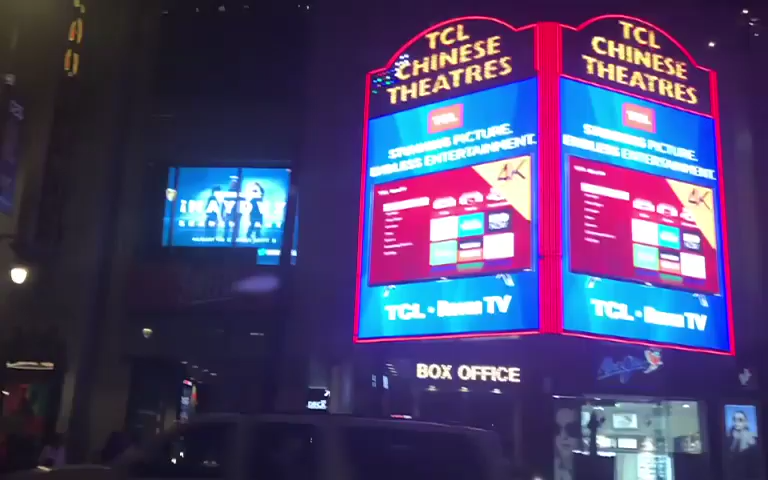 TCL
CHINESE
THEATRES
TCL
STUNNING PICTURE.
ENDLESS ENTERTAINMENT.
4K
TCL • Roku TV
TCL
CHINESE
THEATRES
TCL
STUNNING PICTURE.
ENDLESS ENTERTAINMENT.
4K
TCL • Roku TV
BOX OFFICE